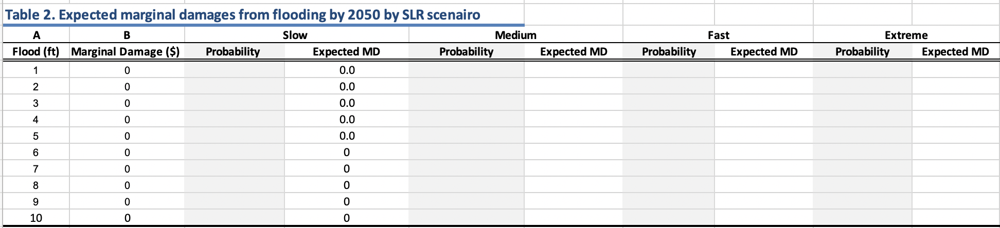 Table 2. Expected marginal damages from flooding by 2050 by SLR scenairo
A B Slow Medium Fast Extreme
Flood (ft) Marginal Damage ($) Probability Expected MD Probability Expected MD Probability Expected MD Probability Expected MD
1 0 0.0
2 0 0.0
3 0 0.0
4 0 0.0
5 0 0.0
6 0 0
7 0 0
8 0 0
9 0 0
10 0 0